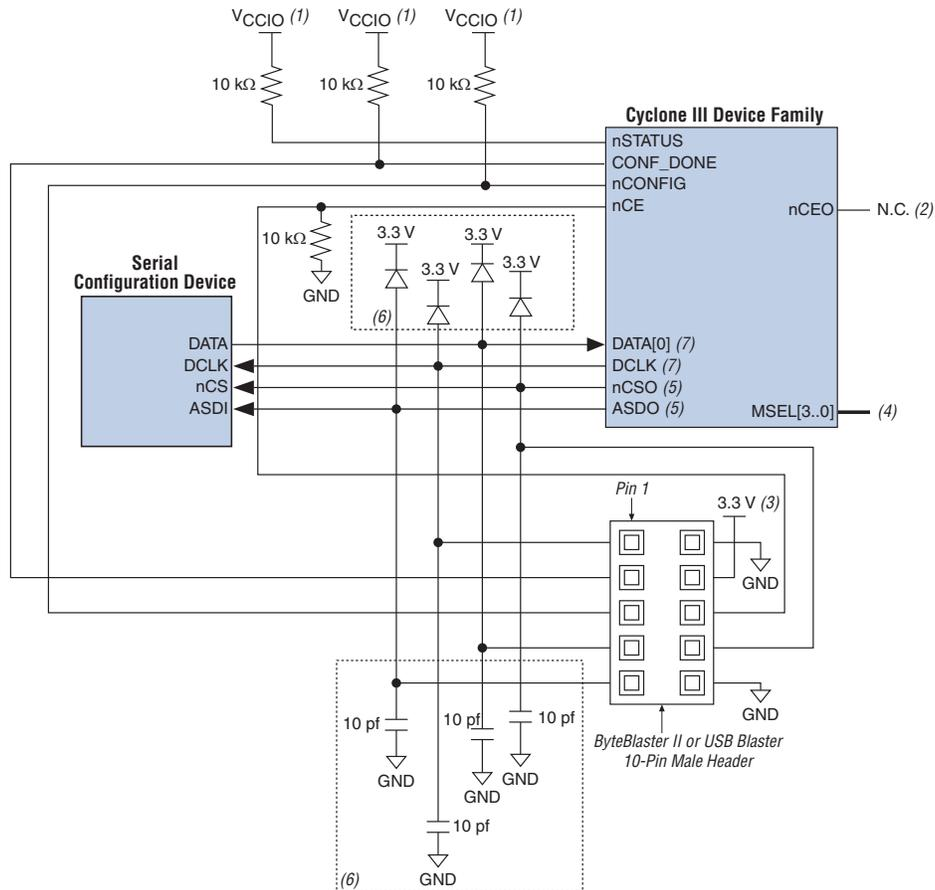 VCCIO (1) VCCIO (1) VCCIO (1)
10 kΩ 10 kΩ 10 kΩ
Cyclone III Device Family
nSTATUS
CONF_DONE
nCONFIG
nCE
nCEO N.C. (2)
10 kΩ
GND
3.3 V 3.3 V
3.3 V 3.3 V
(6)
Serial
Configuration Device
DATA DATA[0] (7)
DCLK DCLK (7)
nCS nCSO (5)
ASDI ASDO (5)
MSEL[3..0] (4)
Pin 1
3.3 V (3)
GND
GND
10 pf 10 pf 10 pf
GND GND GND
ByteBlaster II or USB Blaster
10-Pin Male Header
10 pf
GND
(6)